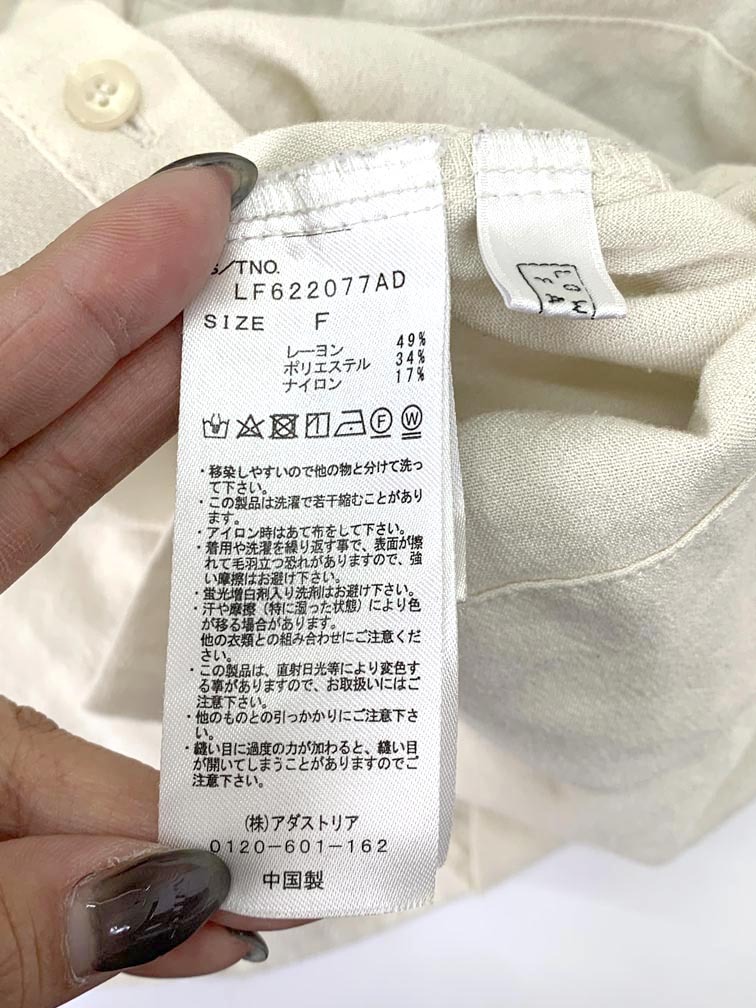 S/TNO.
LF622077AD
SIZE F
レーヨン 49%
ポリエステル 34%
ナイロン 17%
F W
・移染しやすいので他の物と分けて洗っ
て下さい。
・この製品は洗濯で若干縮むことがあり
ます。
・アイロン時はあて布をして下さい。
・着用や洗濯を繰り返す事で、表面が擦
れて毛羽立つ恐れがありますので、強
い摩擦はお避け下さい。
・蛍光増白剤入り洗剤はお避け下さい。
・汗や摩擦（特に湿った状態）により色
が移る場合があります。
他の衣類との組み合わせにご注意くだ
さい。
・この製品は、直射日光等により変色す
る事がありますので、お取扱いにはご
注意下さい。
・他のものとの引っかかりにご注意下さ
い。
・縫い目に過度の力が加わると、縫い目
が開いてしまうことがありますのでご
注意下さい。
(株)アダストリア
0120-601-162
中国製